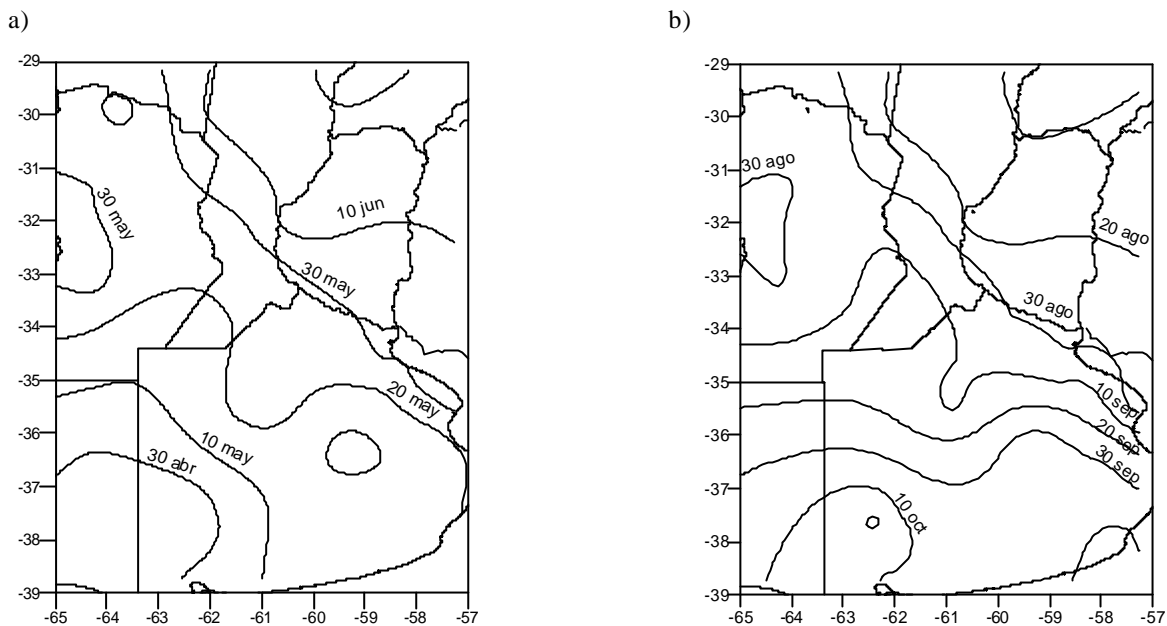 a)
-29
-30
-31
-32
-33
-34
-35
-36
-37
-38
-39
-65 -64 -63 -62 -61 -60 -59 -58 -57
30 may
10 jun
30 may
20 may
10 may
30 abr
b)
-29
-30
-31
-32
-33
-34
-35
-36
-37
-38
-39
-65 -64 -63 -62 -61 -60 -59 -58 -57
30 ago
20 ago
30 ago
10 sep
20 sep
30 sep
10 oct